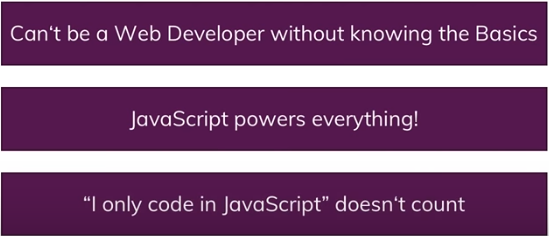 Can‘t be a Web Developer without knowing the Basics
JavaScript powers everything!
“I only code in JavaScript” doesn‘t count